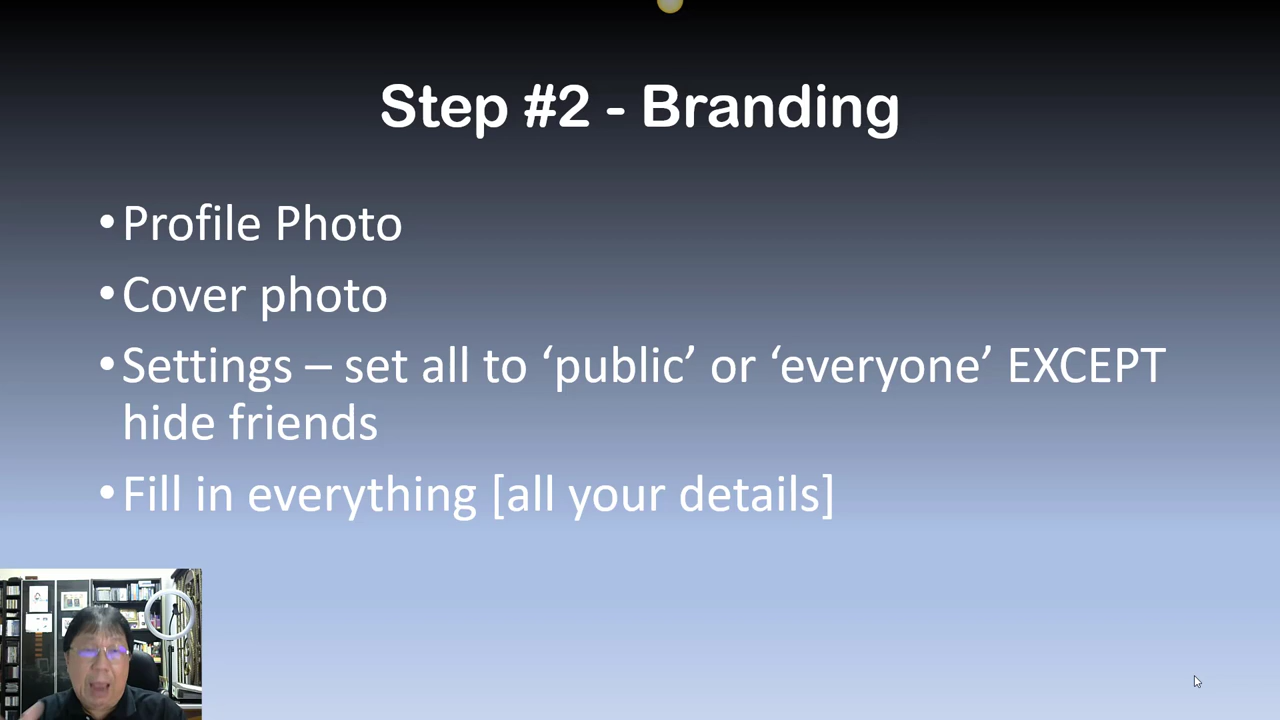 Step #2 - Branding
•Profile Photo
•Cover photo
•Settings – set all to ‘public’ or ‘everyone’ EXCEPT
hide friends
•Fill in everything [all your details]